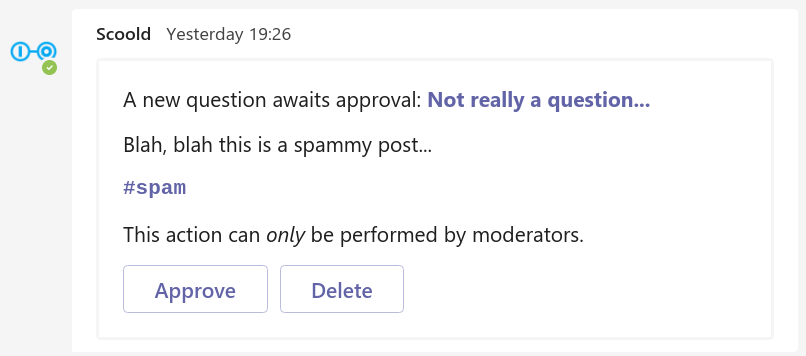 Scoold Yesterday 19:26
A new question awaits approval: Not really a question...
Blah, blah this is a spammy post...
#spam
This action can only be performed by moderators.
Approve Delete